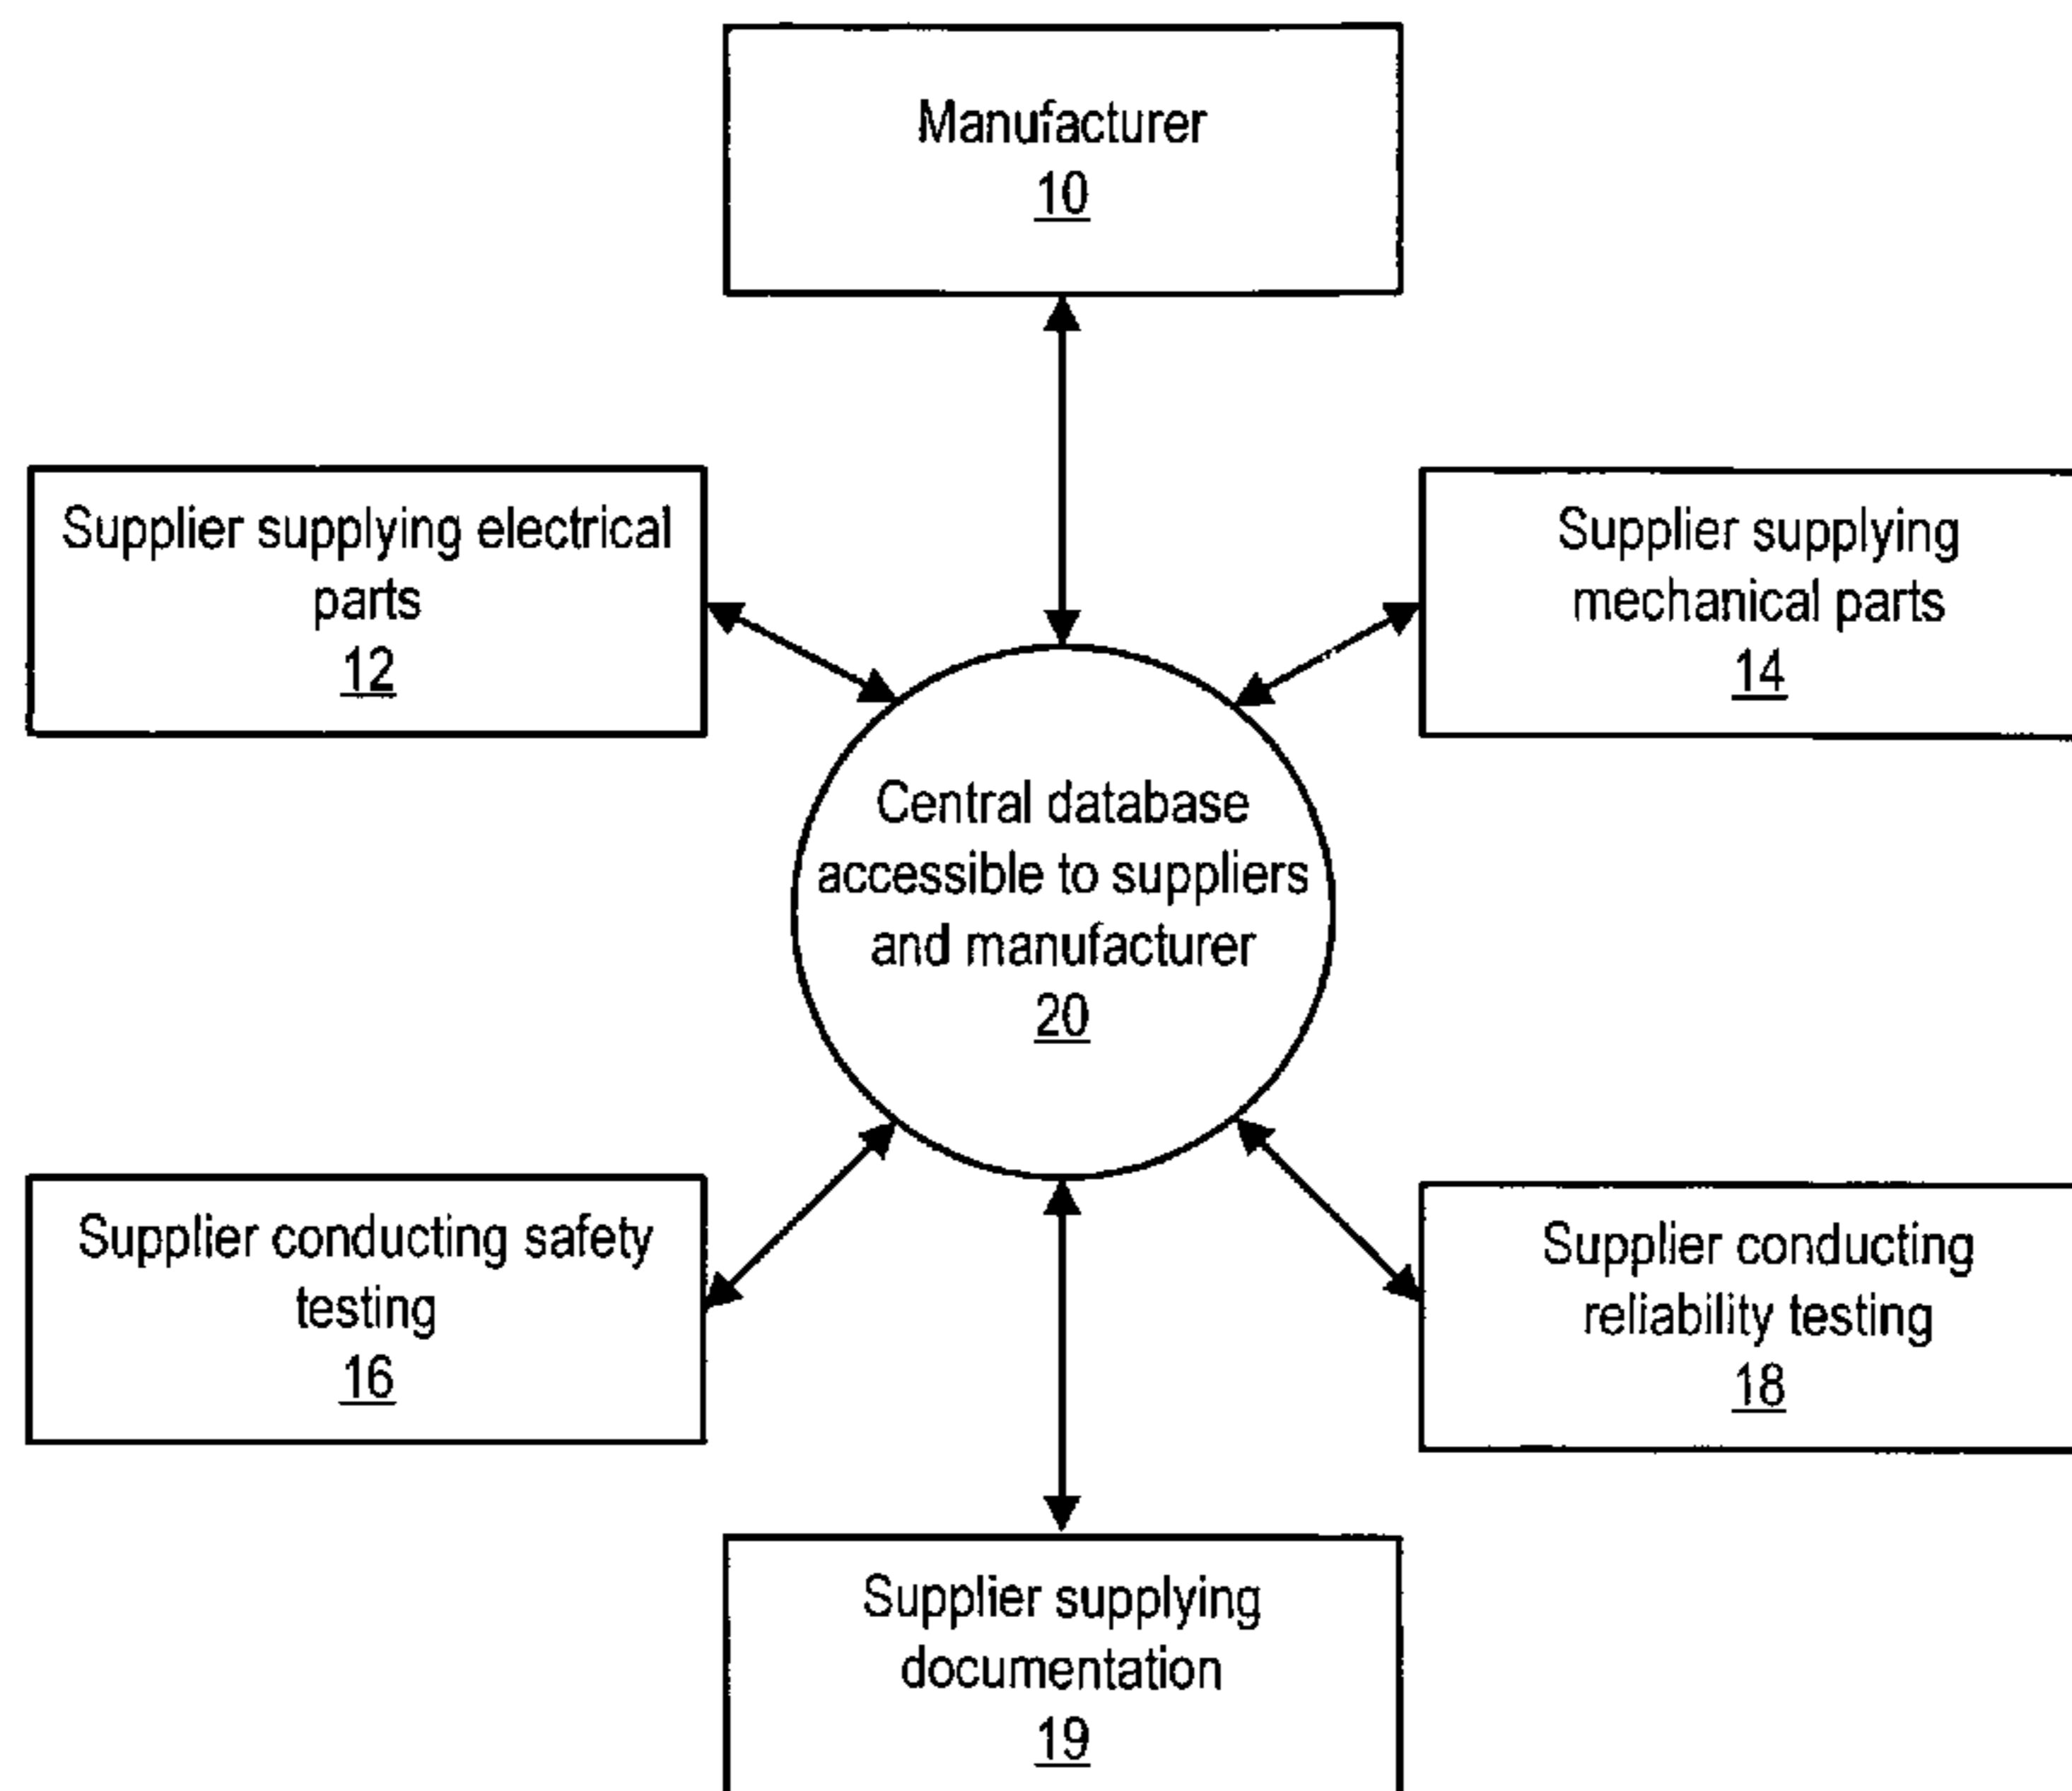 Manufacturer
10
Supplier supplying electrical
parts
12
Supplier supplying
mechanical parts
14
Central database
accessible to suppliers
and manufacturer
20
Supplier conducting safety
testing
16
Supplier conducting
reliability testing
18
Supplier supplying
documentation
19